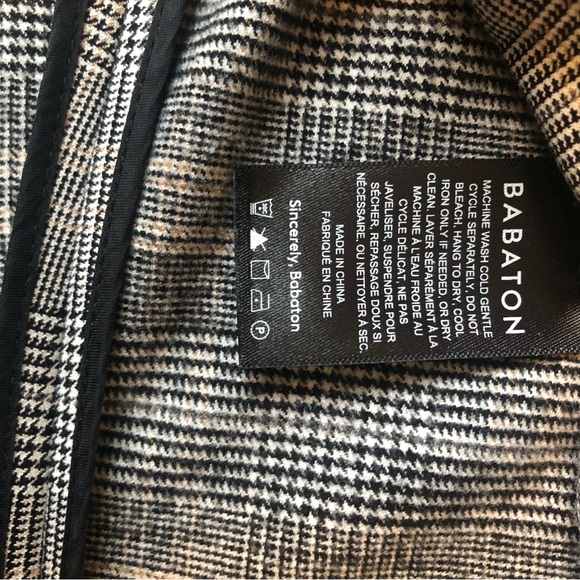 BABATON
MACHINE WASH COLD GENTLE
CYCLE SEPARATELY, DO NOT
BLEACH, HANG TO DRY, COOL
IRON ONLY IF NEEDED, OR DRY
CLEAN. LAVER SÉPARÉMENT À LA
MACHINE À L'EAU FROIDE AU
CYCLE DÉLICAT, NE PAS
JAVELISER, SUSPENDRE POUR
SÉCHER, REPASSAGE DOUX SI
NÉCESSAIRE, OU NETTOYER À SEC.
MADE IN CHINA
FABRIQUÉ EN CHINE
Sincerely, Babaton
P